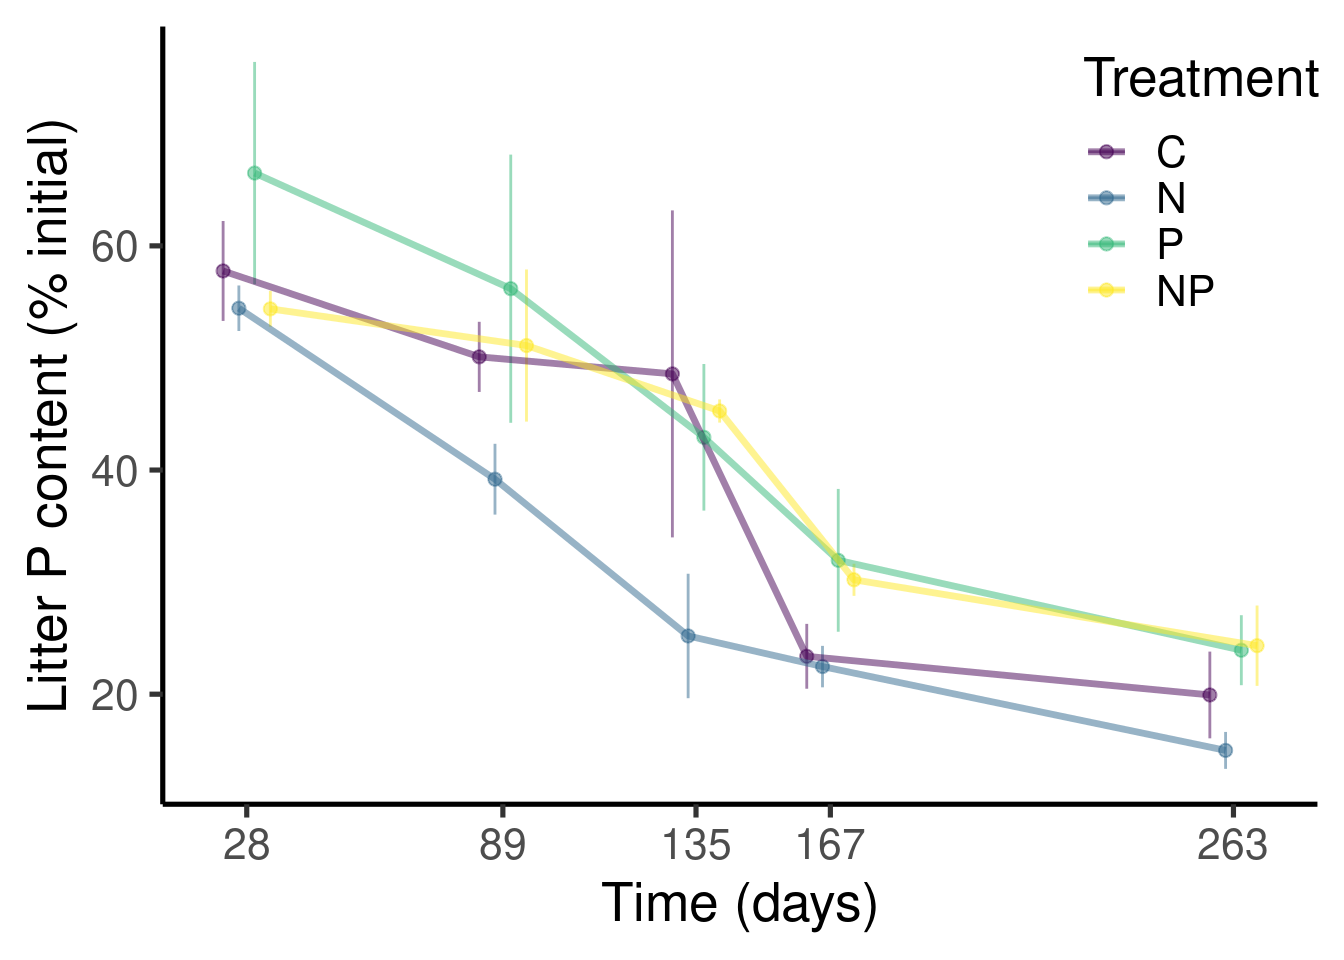 Treatment
C
N
P
NP
Litter P content (% initial)
60
40
20
28 89 135 167 263
Time (days)